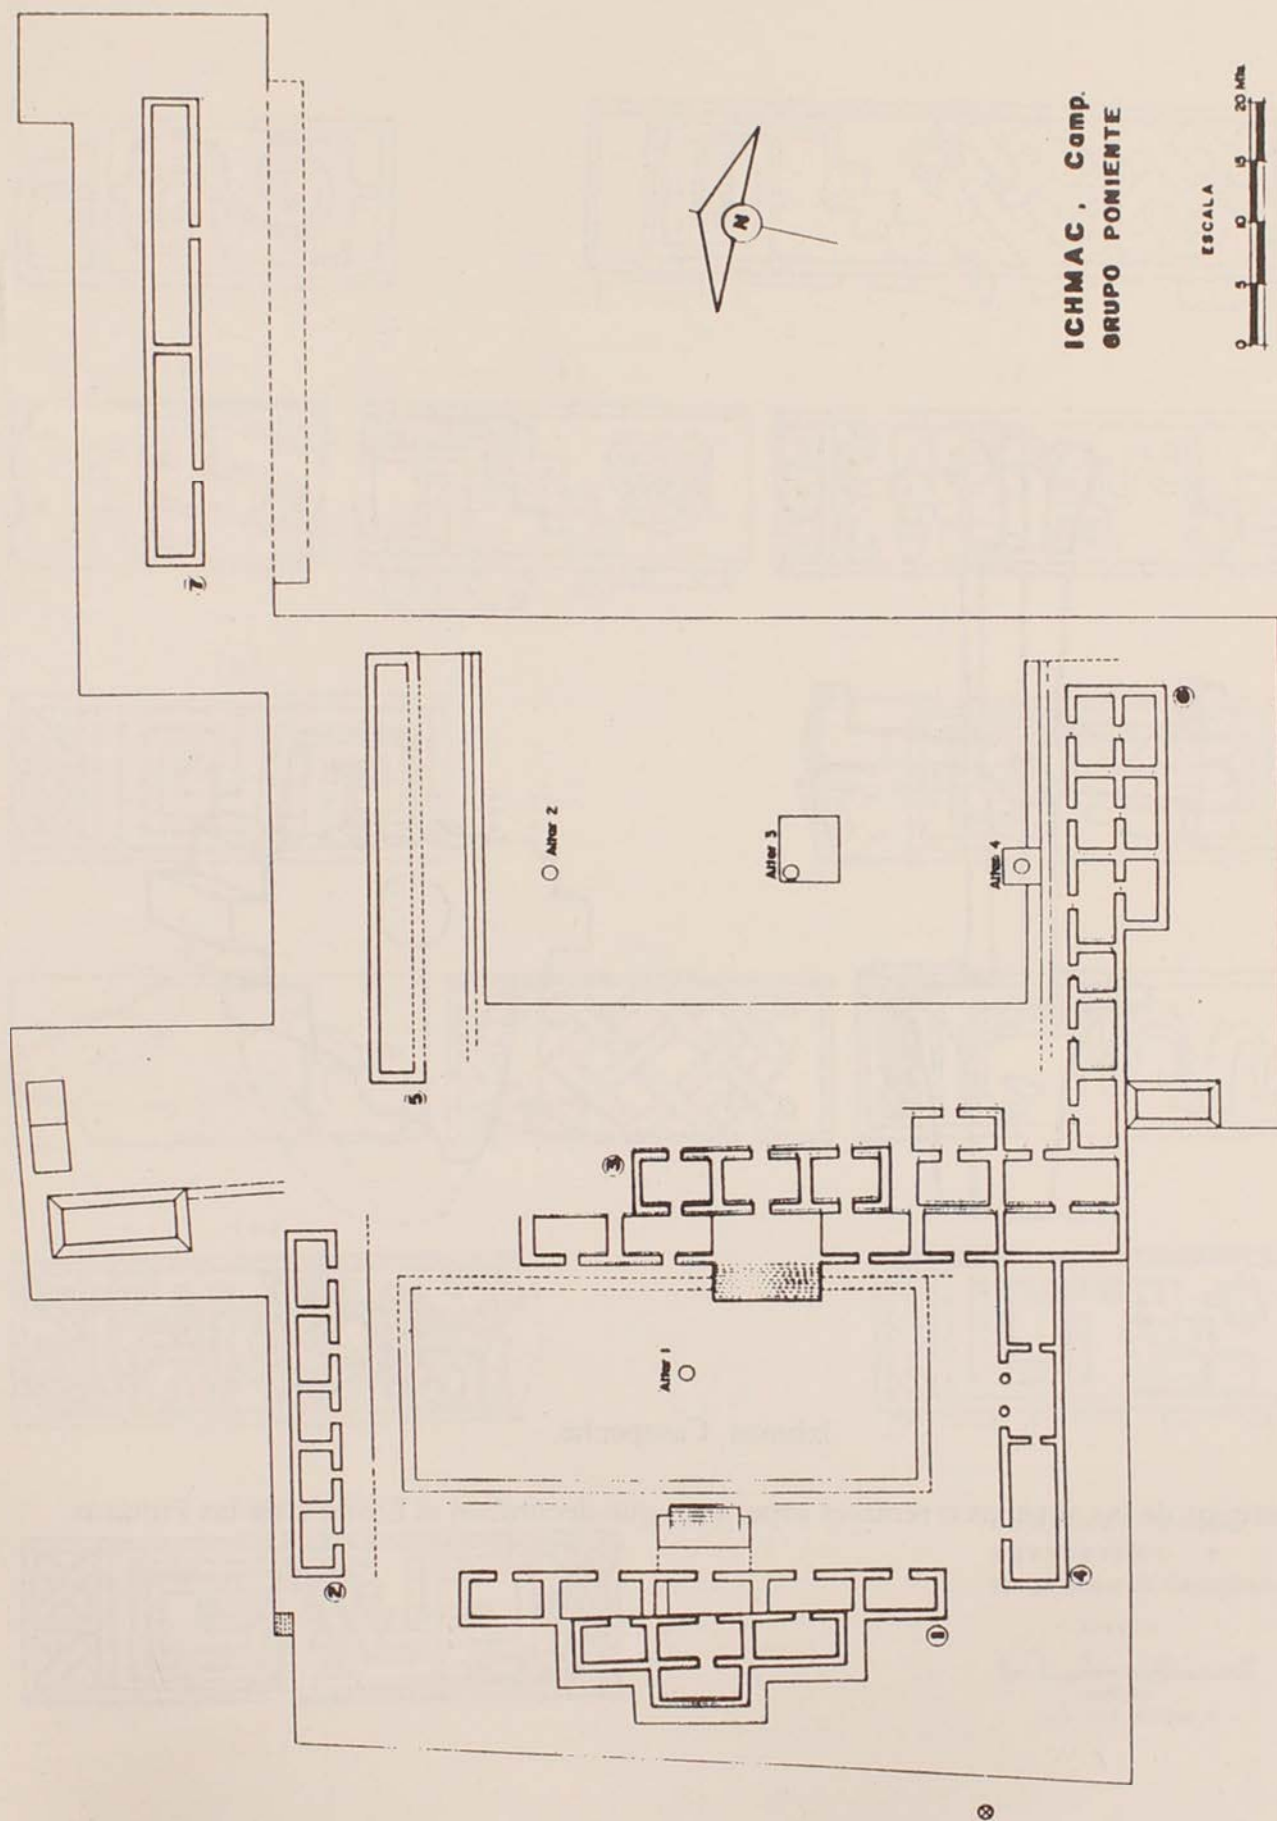 ICHMAC, Camp.
GRUPO PONIENTE
ESCALA
0 5 10 15 20 Mts.
N
Altar 1
Altar 2
Altar 3
Altar 4
1
2
3
4
5
6
7